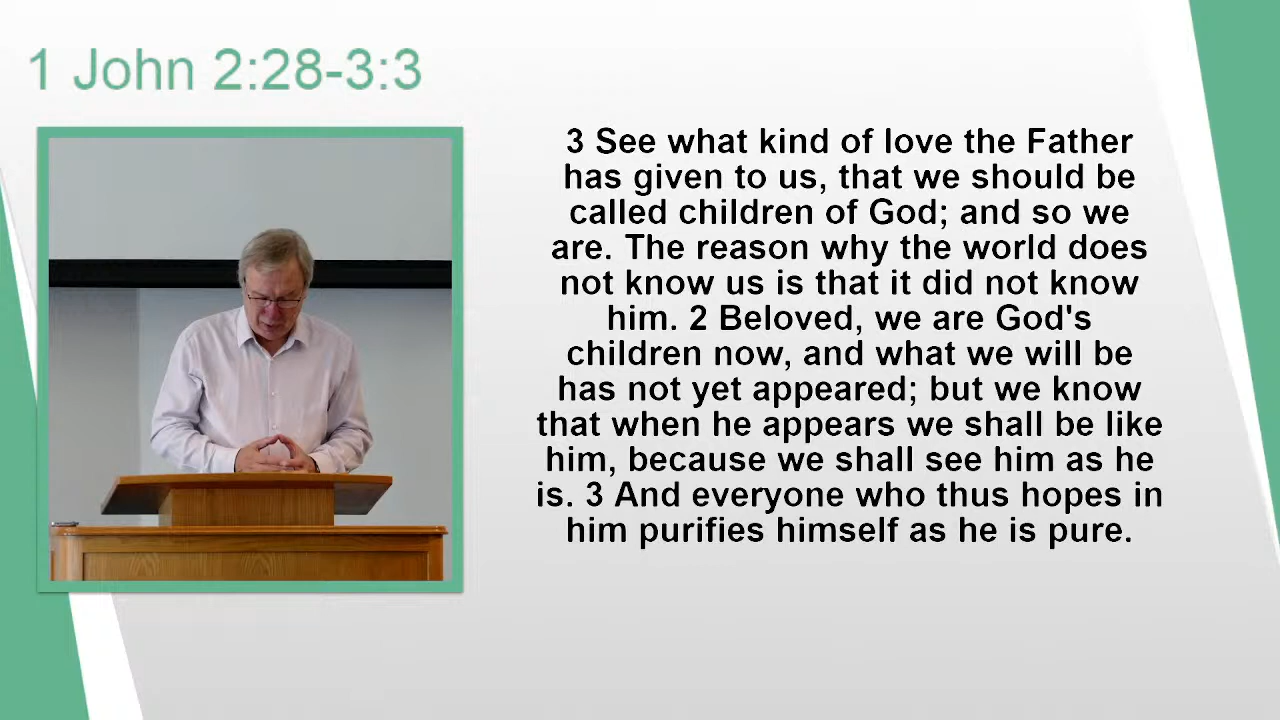 1 John 2:28-3:3
3 See what kind of love the Father
has given to us, that we should be
called children of God; and so we
are. The reason why the world does
not know us is that it did not know
him. 2 Beloved, we are God's
children now, and what we will be
has not yet appeared; but we know
that when he appears we shall be like
him, because we shall see him as he
is. 3 And everyone who thus hopes in
him purifies himself as he is pure.